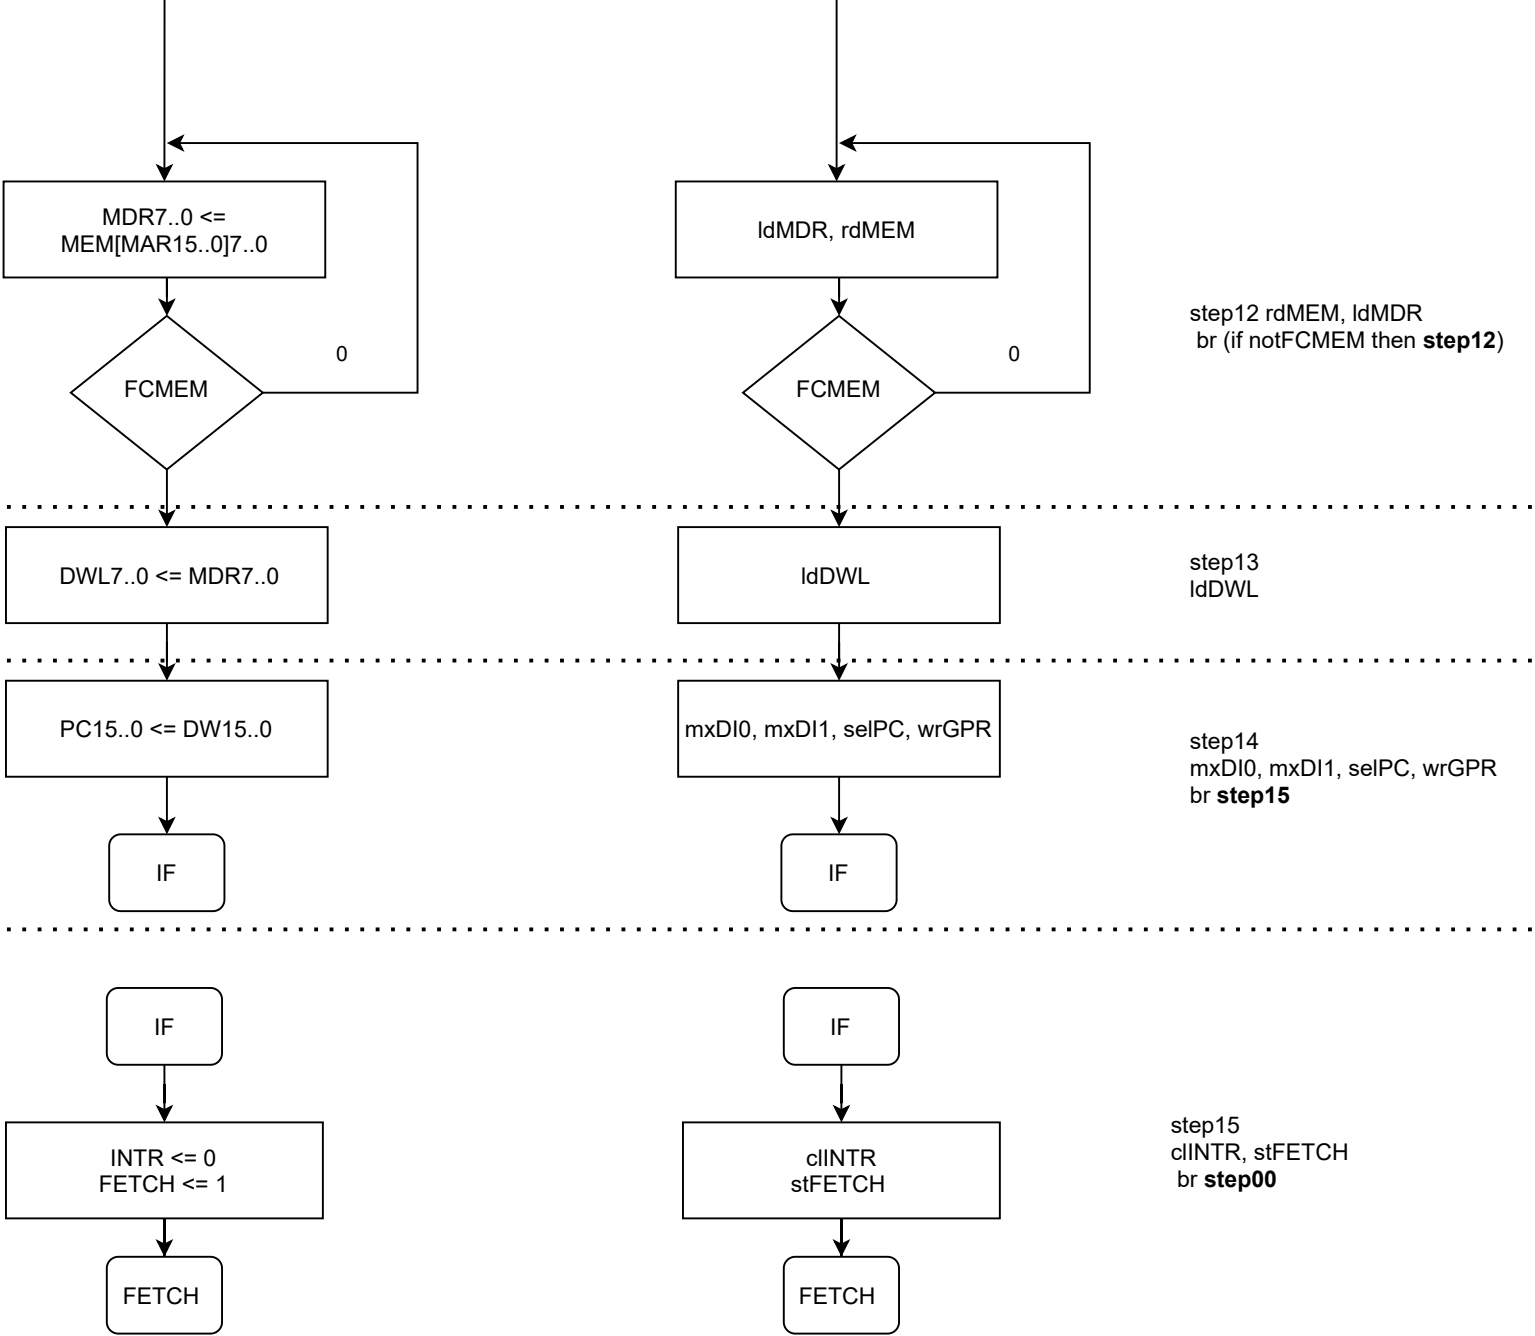 MDR7..0 <=
MEM[MAR15..0]7..0
ldMDR, rdMEM
step12 rdMEM, ldMDR
br (if notFCMEM then step12)
0
0
FCMEM
FCMEM
DWL7..0 <= MDR7..0
ldDWL
step13
ldDWL
PC15..0 <= DW15..0
mxDI0, mxDI1, selPC, wrGPR
step14
mxDI0, mxDI1, selPC, wrGPR
br step15
IF
IF
IF
IF
INTR <= 0
FETCH <= 1
clINTR
stFETCH
step15
clINTR, stFETCH
br step00
FETCH
FETCH